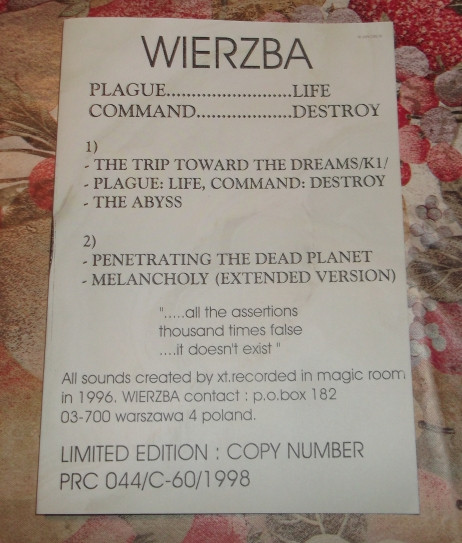 WIERZBA
PLAGUE.........................LIFE
COMMAND...................DESTROY
1)
- THE TRIP TOWARD THE DREAMS/K1/
- PLAGUE: LIFE, COMMAND: DESTROY
- THE ABYSS
2)
- PENETRATING THE DEAD PLANET
- MELANCHOLY (EXTENDED VERSION)
".....all the assertions
thousand times false
....it doesn't exist "
All sounds created by xt.recorded in magic room
in 1996. WIERZBA contact : p.o.box 182
03-700 warszawa 4 poland.
LIMITED EDITION : COPY NUMBER
PRC 044/C-60/1998